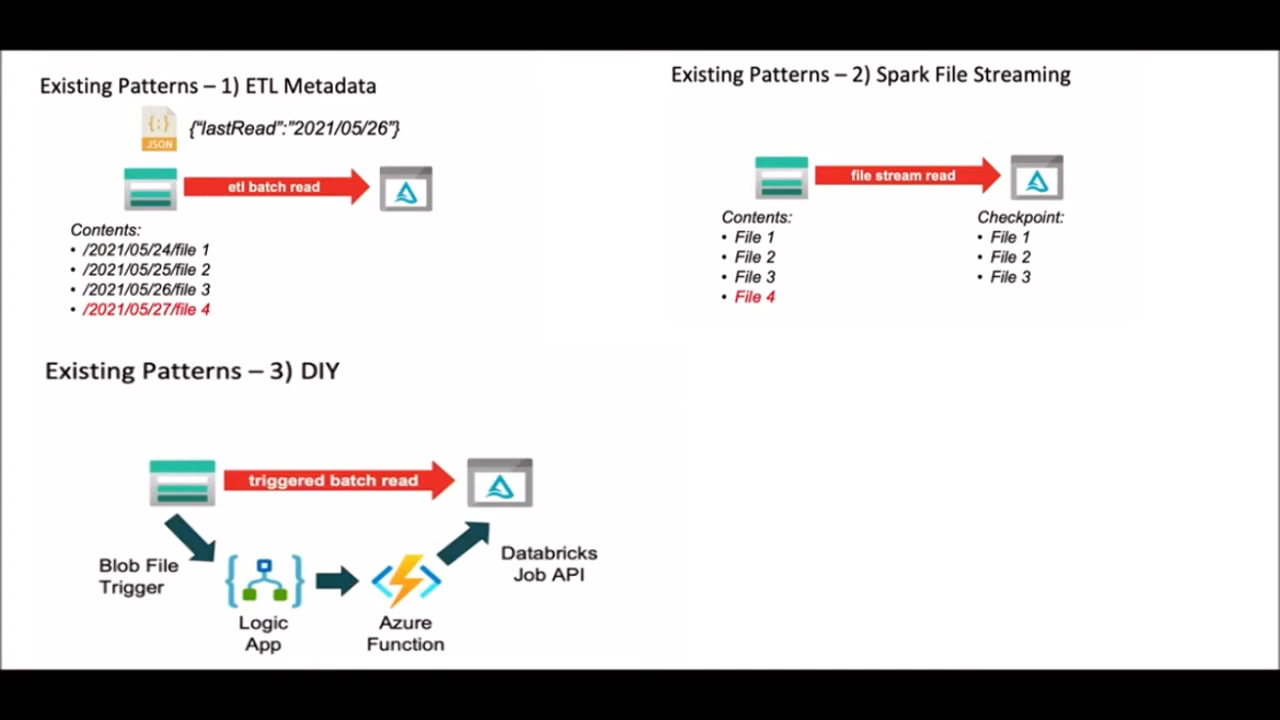 Existing Patterns – 1) ETL Metadata
{:}
.JSON
{"lastRead":"2021/05/26"}
etl batch read
Contents:
• /2021/05/24/file 1
• /2021/05/25/file 2
• /2021/05/26/file 3
• /2021/05/27/file 4
Existing Patterns – 2) Spark File Streaming
file stream read
Contents:
• File 1
• File 2
• File 3
• File 4
Checkpoint:
• File 1
• File 2
• File 3
Existing Patterns – 3) DIY
triggered batch read
Blob File
Trigger
Logic
App
Azure
Function
Databricks
Job API